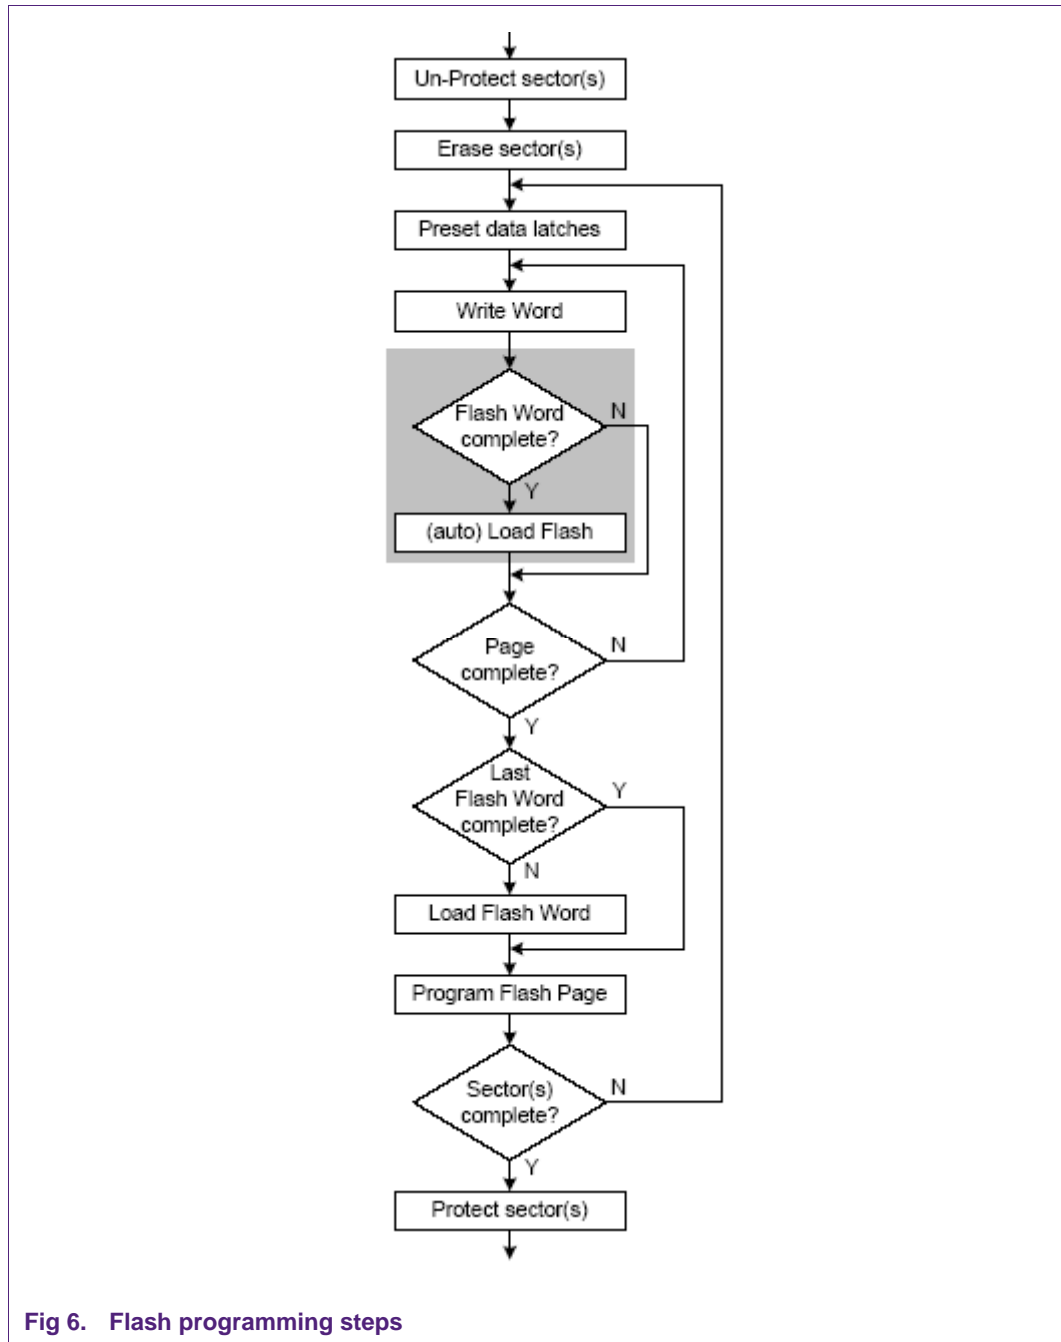 Un-Protect sector(s)
Erase sector(s)
Preset data latches
Write Word
Flash Word
complete?
N
Y
(auto) Load Flash
Page
complete?
N
Y
Last
Flash Word
complete?
Y
N
Load Flash Word
Program Flash Page
Sector(s)
complete?
N
Y
Protect sector(s)
Fig 6. Flash programming steps